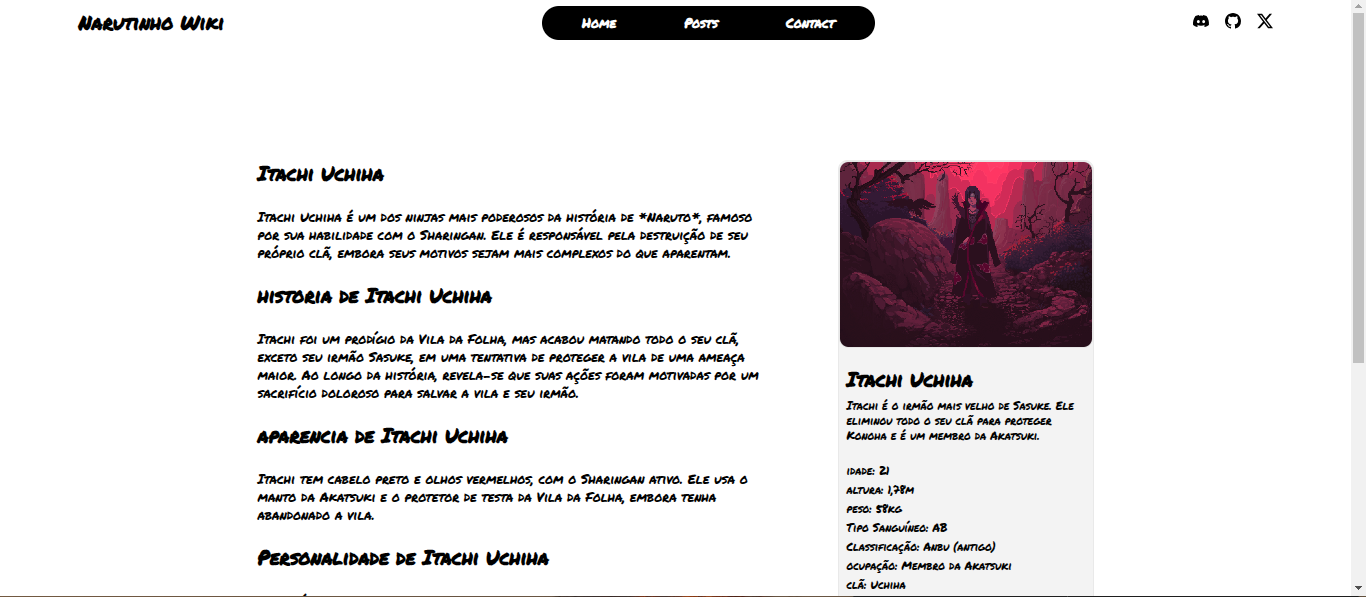 Narutinho Wiki
Home Posts Contact
Itachi Uchiha
Itachi Uchiha é um dos ninjas mais poderosos da história de *Naruto*, famoso
por sua habilidade com o Sharingan. Ele é responsável pela destruição de seu
próprio clã, embora seus motivos sejam mais complexos do que aparentam.
historia de Itachi Uchiha
Itachi foi um prodígio da Vila da Folha, mas acabou matando todo o seu clã,
exceto seu irmão Sasuke, em uma tentativa de proteger a vila de uma ameaça
maior. Ao longo da história, revela-se que suas ações foram motivadas por um
sacrifício doloroso para salvar a vila e seu irmão.
aparencia de Itachi Uchiha
Itachi tem cabelo preto e olhos vermelhos, com o Sharingan ativo. Ele usa o
manto da Akatsuki e o protetor de testa da Vila da Folha, embora tenha
abandonado a vila.
Personalidade de Itachi Uchiha
Itachi Uchiha
Itachi é o irmão mais velho de Sasuke. Ele
eliminou todo o seu clã para proteger
Konoha e é um membro da Akatsuki.
idade: 21
altura: 1,78m
peso: 58kg
Tipo Sanguíneo: AB
Classificação: Anbu (antigo)
ocupação: Membro da Akatsuki
clã: Uchiha